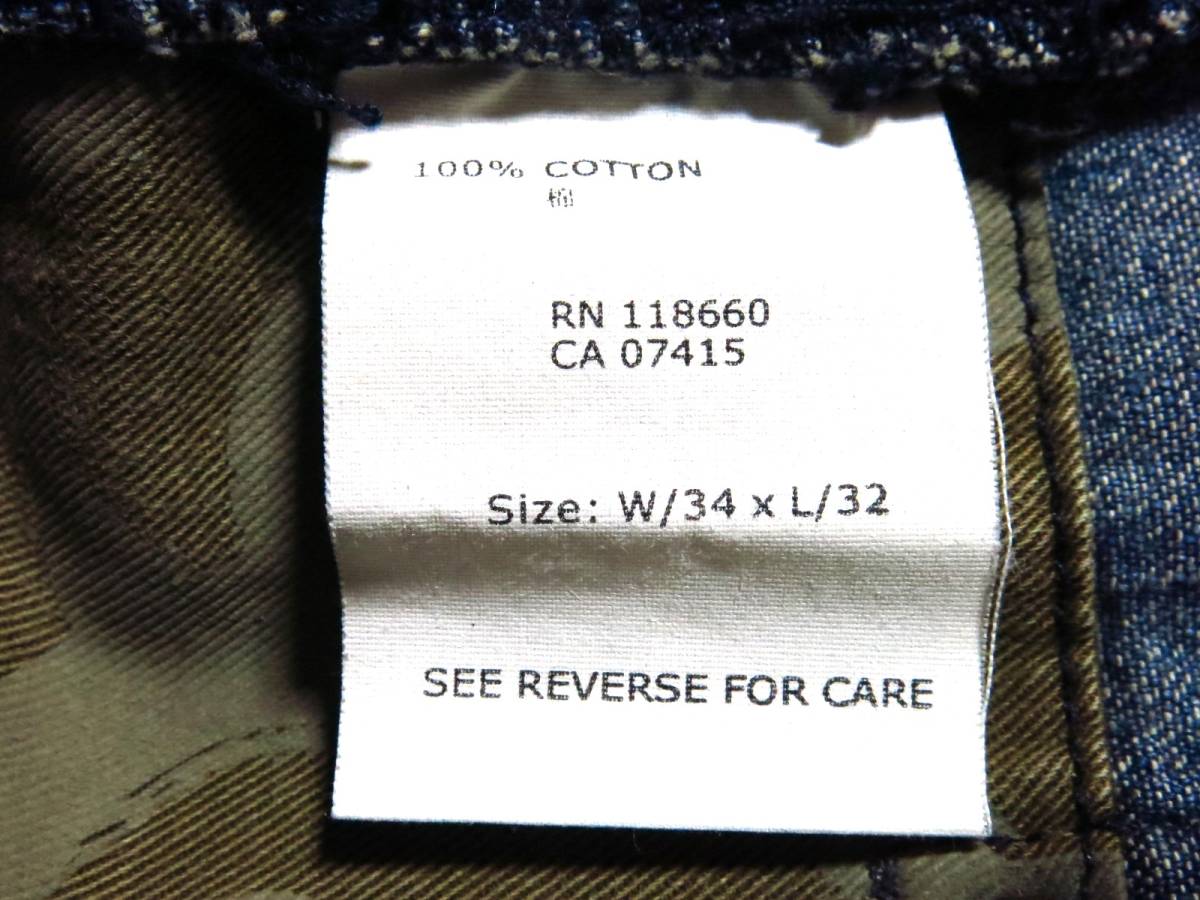 100% COTTON
棉
RN 118660
CA 07415
Size: W/34 x L/32
SEE REVERSE FOR CARE